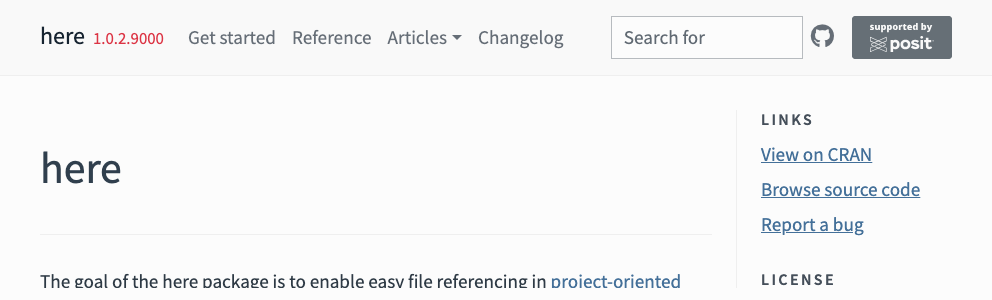 here 1.0.2.9000 Get started Reference Articles Changelog Search for supported by posit
here
The goal of the here package is to enable easy file referencing in project-oriented
LINKS
View on CRAN
Browse source code
Report a bug
LICENSE